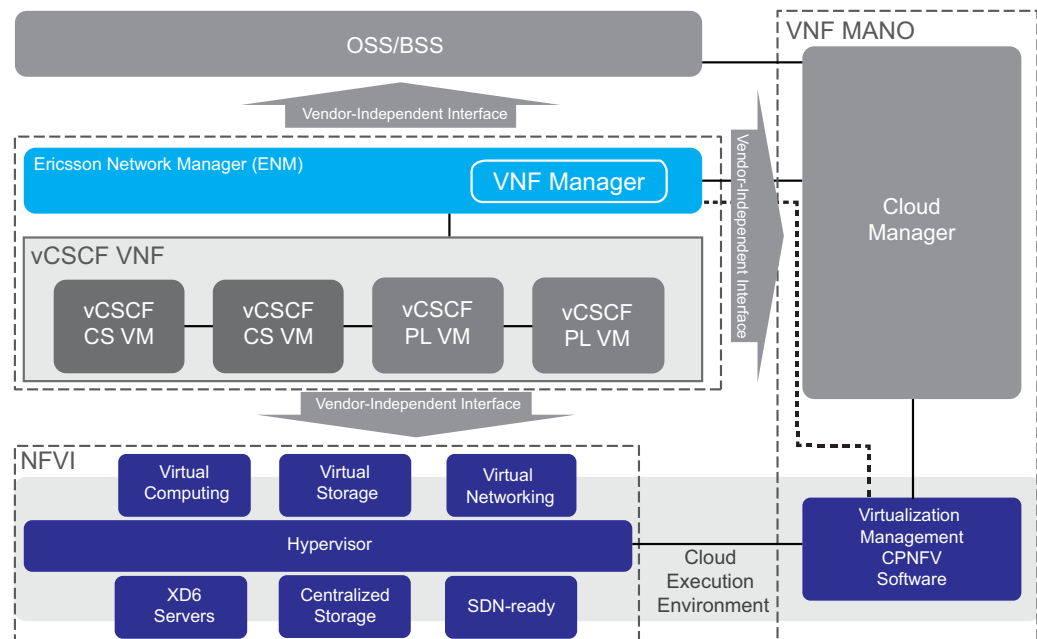 OSS/BSS
VNF MANO
Vendor-Independent Interface
Ericsson Network Manager (ENM)
VNF Manager
Vendor-Independent Interface
Cloud
Manager
vCSCF VNF
vCSCF
CS VM
vCSCF
CS VM
vCSCF
PL VM
vCSCF
PL VM
Vendor-Independent Interface
NFVI
Virtual
Computing
Virtual
Storage
Virtual
Networking
Hypervisor
XD6
Servers
Centralized
Storage
SDN-ready
Cloud
Execution
Environment
Virtualization
Management
CPNFV
Software